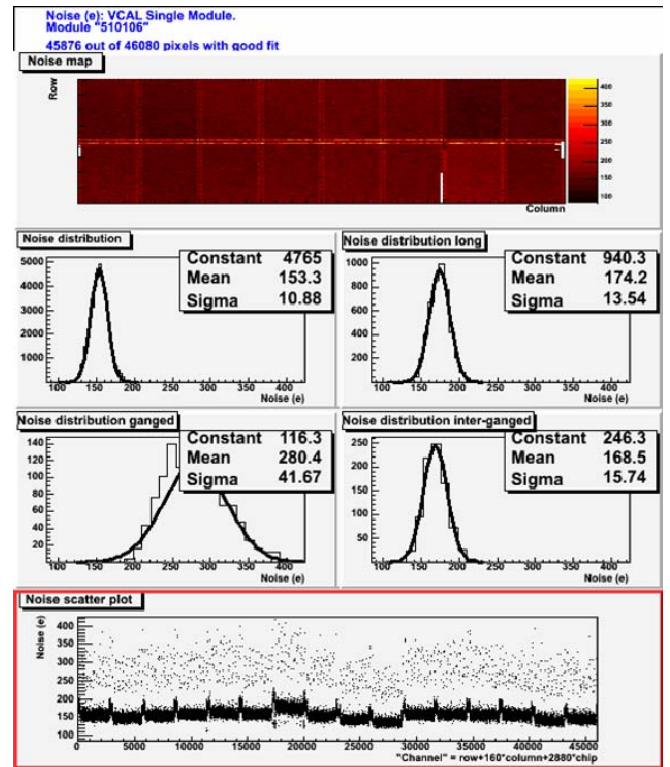 Noise (e): VCAL Single Module.
Module "510106"
45876 out of 46080 pixels with good fit
Noise map
Row
400
350
300
250
200
150
100
Column
Noise distribution
Constant 4765
Mean 153.3
Sigma 10.88
5000
4000
3000
2000
1000
100 150 200 250 300 350 400
Noise (e)
Noise distribution long
Constant 940.3
Mean 174.2
Sigma 13.54
1000
800
600
400
200
100 150 200 250 300 350 400
Noise (e)
Noise distribution ganged
Constant 116.3
Mean 280.4
Sigma 41.67
140
120
100
80
60
40
20
100 150 200 250 300 350 400
Noise (e)
Noise distribution inter-ganged
Constant 246.3
Mean 168.5
Sigma 15.74
250
200
150
100
50
100 150 200 250 300 350 400
Noise (e)
Noise scatter plot
Noise (e)
400
350
300
250
200
150
100
0 5000 10000 15000 20000 25000 30000 35000 40000 45000
"Channel" = row+160*column+2880*chip